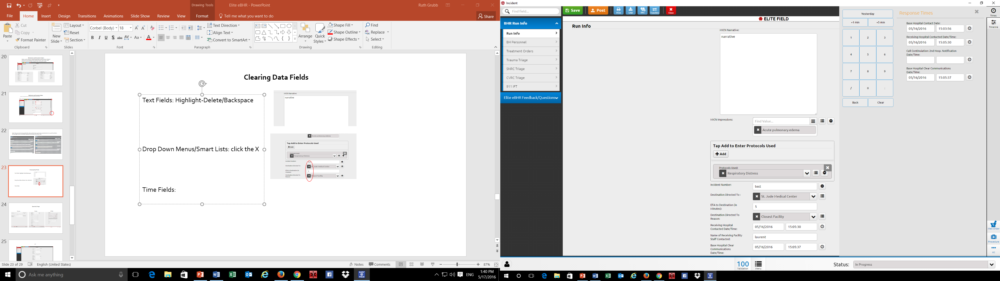 Drawing Tools
Elite eBHR - PowerPoint
Ruth Grubb
File Home Insert Design Transitions Animations Slide Show Review View Format Tell me what you want to do
Share
Paste
Cut
Copy
Format Painter
Clipboard
New Slide
Layout
Reset
Section
Slides
Corbel (Body) 18
B I U S abc AV Aa A
Font
Text Direction
Align Text
Convert to SmartArt
Paragraph
Arrange
Quick Styles
Shape Fill
Shape Outline
Shape Effects
Drawing
Find
Replace
Select
Editing
20
21
22
23
24
25
Clearing Data Fields
Text Fields: Highlight-Delete/Backspace
Drop Down Menus/Smart Lists: click the X
Time Fields:
MICN Narrative:
narrative
Acute pulmonary edema
Tap Add to Enter Protocols Used
Add
Protocols Used:
Respiratory Distress
Incident Number:
test
Destination Directed To :
St. Jude Medical Center
ETA to Destination (in Minutes):
5
Destination Directed To Reason:
Closest Facility
Slide 23 of 29
English (United States)
Notes
Comments
87%
Ask me anything
ENG
1:40 PM
5/17/2016
Incident
Find field...
Save
Post
Print
CAD
EKG
Transfers
Close
ELITE FIELD
BHR Run Info
Run Info
BH Personnel
Treatment Orders
Trauma Triage
SNRC Triage
CVRC Triage
911 IFT
Elite eBHR Feedback/Questions
Run Info
MICN Narrative:
narrative
MICN Impressions:
Find Value...
Acute pulmonary edema
Tap Add to Enter Protocols Used
Add
Protocols Used:
Respiratory Distress
Incident Number:
test
Destination Directed To :
St. Jude Medical Center
ETA to Destination (in
Minutes):
5
Destination Directed To
Reason:
Closest Facility
Receiving Hospital
Contacted Date/Time:
05/16/2016 15:05:30
Name of Receiving Facility
Staff Contacted:
laurent
Base Hospital Clear
Communications
Date/Time:
05/16/2016 15:05:37
Yesterday
+1 min +5 min
1 2 3
4 5 6
7 8 9
/ 0 :
Back Clear
Response Times
Base Hospital Contact Date:
05/16/2016 15:03:56
Receiving Hospital Contacted Date/Time:
05/16/2016 15:05:30
Call Continuiation: 2nd Hosp. Notification
Date/Time:
Base Hospital Clear Communications
Date/Time:
05/16/2016 15:05:37
Times
Timeline
Med Order
Procedure
All
100
Validation
Menu
Status: In Progress